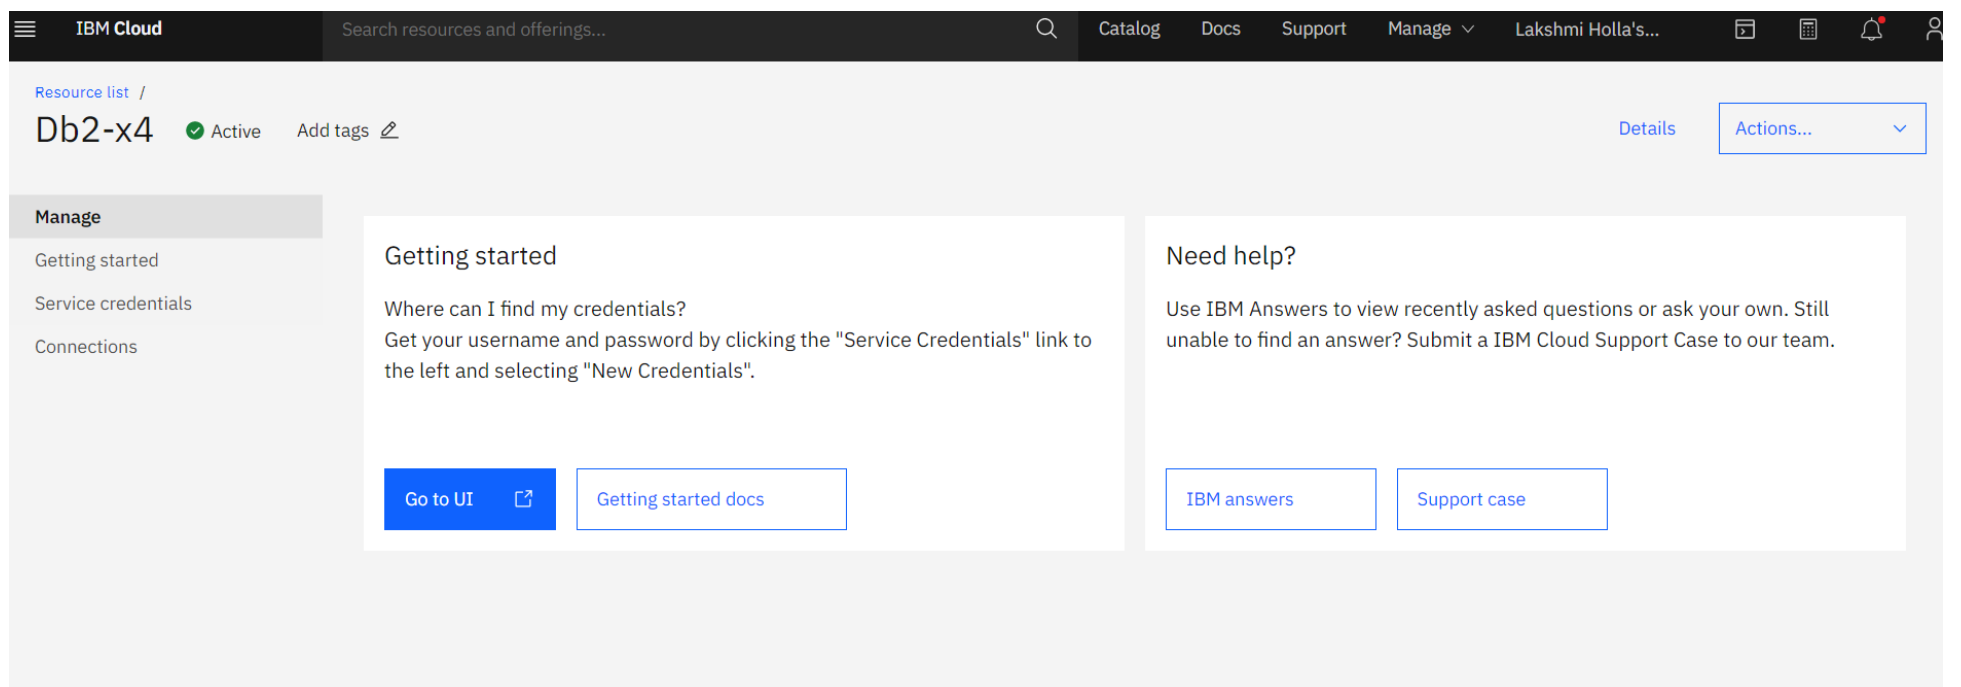 IBM Cloud Search resources and offerings... Catalog Docs Support Manage Lakshmi Holla's...
Resource list /
Db2-x4 Active Add tags Details Actions...
Manage
Getting started
Service credentials
Connections
Getting started
Where can I find my credentials?
Get your username and password by clicking the "Service Credentials" link to
the left and selecting "New Credentials".
Go to UI Getting started docs
Need help?
Use IBM Answers to view recently asked questions or ask your own. Still
unable to find an answer? Submit a IBM Cloud Support Case to our team.
IBM answers Support case